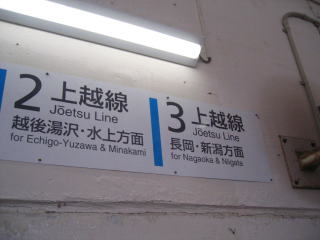 2 上越線
Jōetsu Line
越後湯沢・水上方面
for Echigo-Yuzawa & Minakami
3 上越線
Jōetsu Line
長岡・新潟方面
for Nagaoka & Niigata